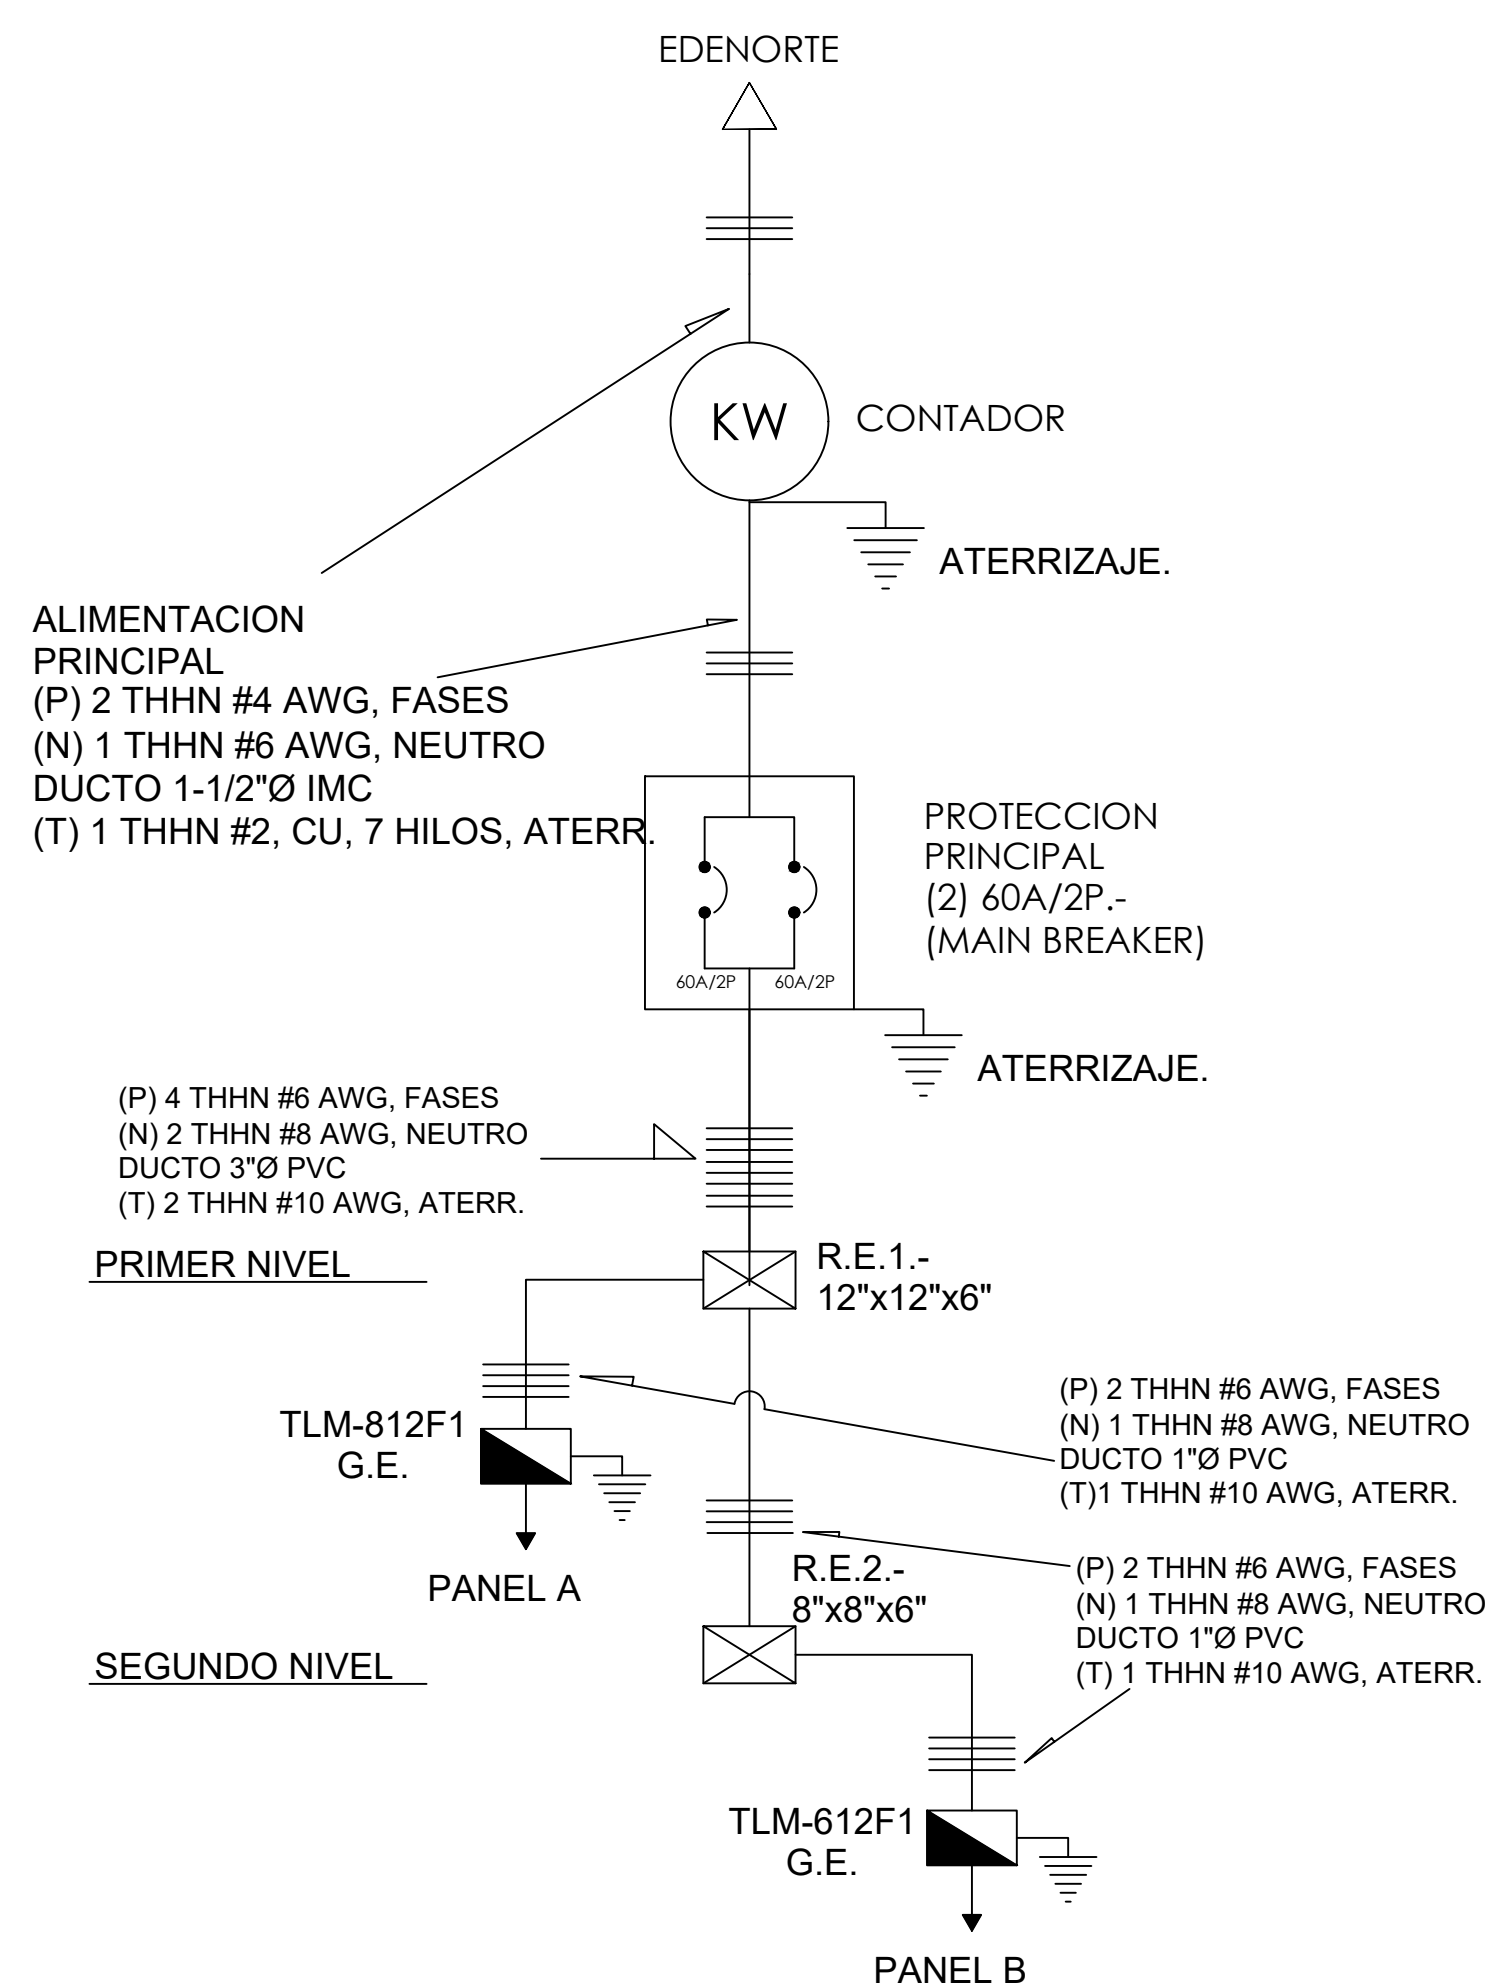 EDENORTE
KW
CONTADOR
ATERRIZAJE.
ALIMENTACION
PRINCIPAL
(P) 2 THHN #4 AWG, FASES
(N) 1 THHN #6 AWG, NEUTRO
DUCTO 1-1/2"Ø IMC
(T) 1 THHN #2, CU, 7 HILOS, ATERR.
PROTECCION
PRINCIPAL
(2) 60A/2P.-
(MAIN BREAKER)
60A/2P
60A/2P
ATERRIZAJE.
(P) 4 THHN #6 AWG, FASES
(N) 2 THHN #8 AWG, NEUTRO
DUCTO 3"Ø PVC
(T) 2 THHN #10 AWG, ATERR.
PRIMER NIVEL
R.E.1.-
12"x12"x6"
TLM-812F1
G.E.
PANEL A
(P) 2 THHN #6 AWG, FASES
(N) 1 THHN #8 AWG, NEUTRO
DUCTO 1"Ø PVC
(T)1 THHN #10 AWG, ATERR.
R.E.2.-
8"x8"x6"
(P) 2 THHN #6 AWG, FASES
(N) 1 THHN #8 AWG, NEUTRO
DUCTO 1"Ø PVC
(T) 1 THHN #10 AWG, ATERR.
SEGUNDO NIVEL
TLM-612F1
G.E.
PANEL B